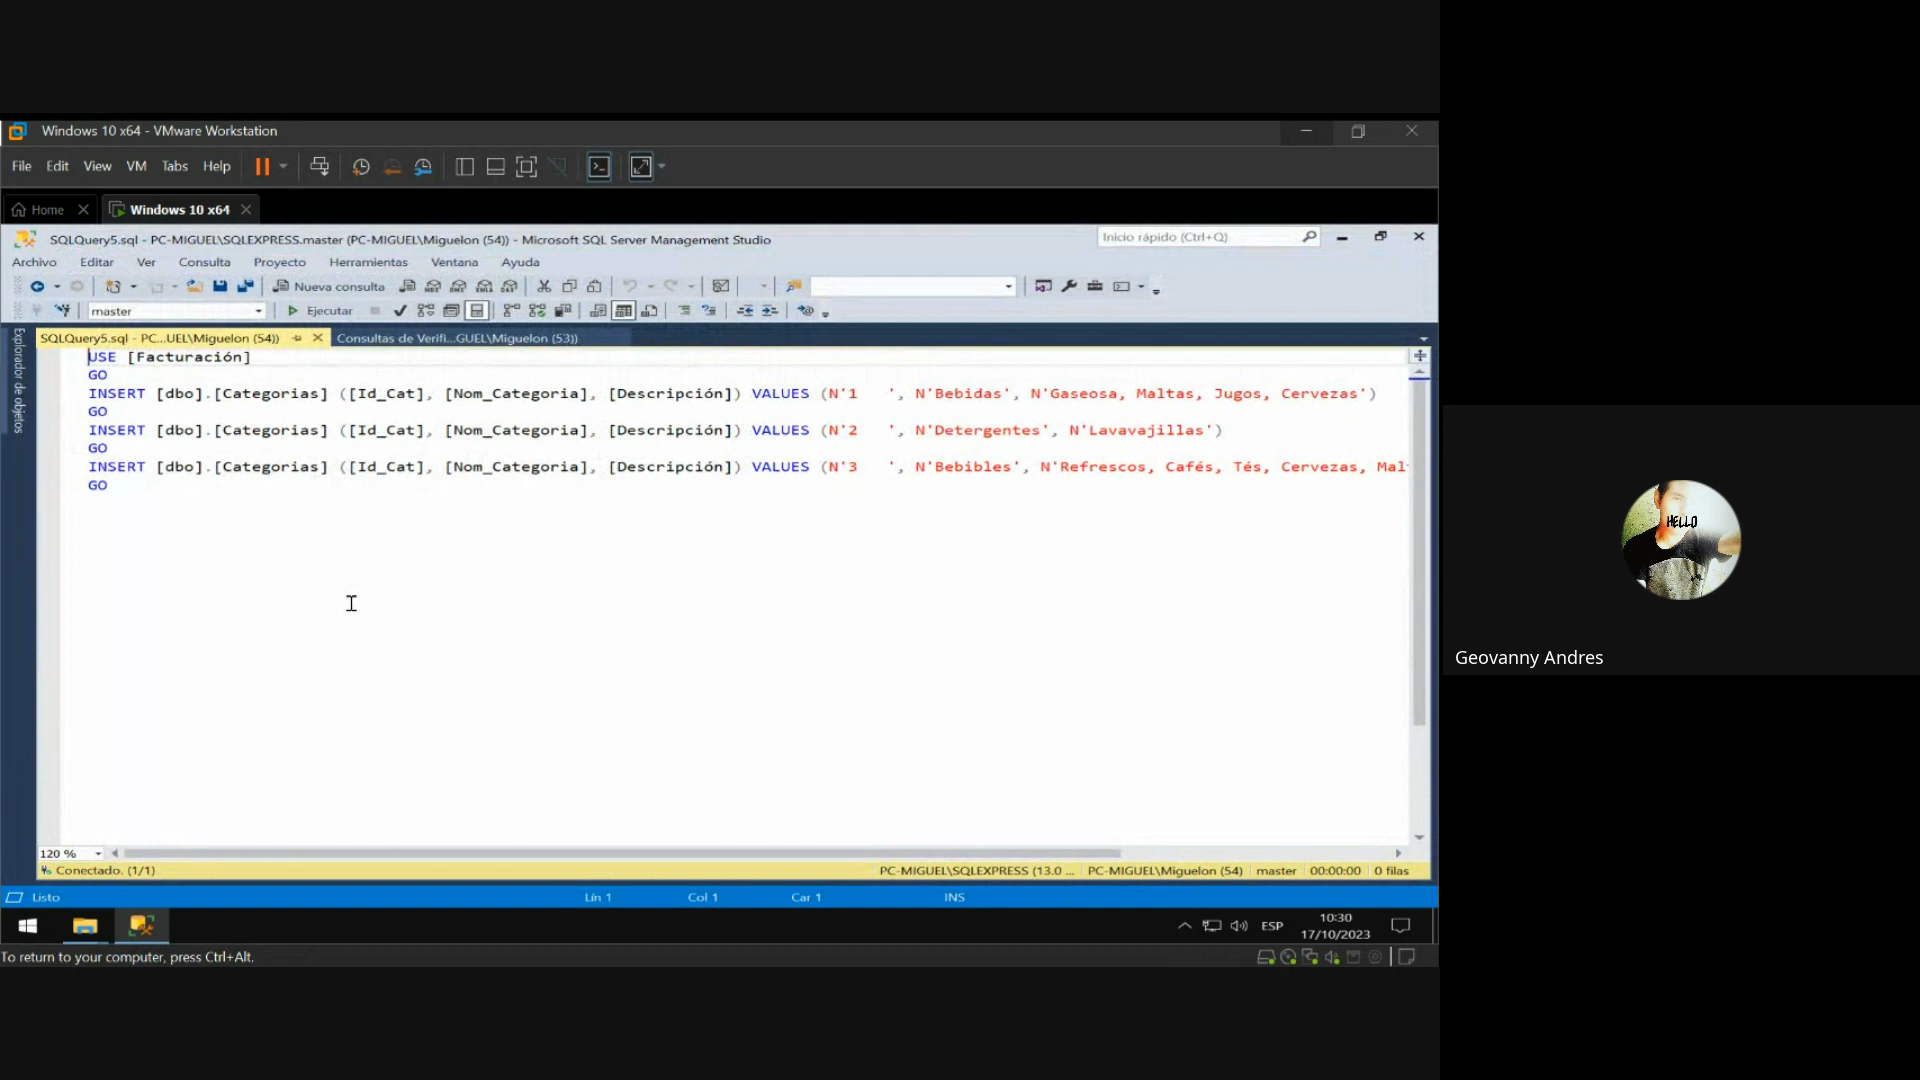 Windows 10 x64 - VMware Workstation
File Edit View VM Tabs Help
Home Windows 10 x64
SQLQuery5.sql - PC-MIGUEL\SQLEXPRESS.master (PC-MIGUEL\Miguelon (54)) - Microsoft SQL Server Management Studio
Inicio rápido (Ctrl+Q)
Archivo Editar Ver Consulta Proyecto Herramientas Ventana Ayuda
Nueva consulta
master Ejecutar
SQLQuery5.sql - PC...UEL\Miguelon (54)) Consultas de Verifi...GUEL\Miguelon (53))
Explorador de objetos
USE [Facturación]
GO
INSERT [dbo].[Categorias] ([Id_Cat], [Nom_Categoria], [Descripción]) VALUES (N'1   ', N'Bebidas', N'Gaseosa, Maltas, Jugos, Cervezas')
GO
INSERT [dbo].[Categorias] ([Id_Cat], [Nom_Categoria], [Descripción]) VALUES (N'2   ', N'Detergentes', N'Lavavajillas')
GO
INSERT [dbo].[Categorias] ([Id_Cat], [Nom_Categoria], [Descripción]) VALUES (N'3   ', N'Bebibles', N'Refrescos, Cafés, Tés, Cervezas, Mal
GO
HELLO
Geovanny Andres
120 %
Conectado. (1/1) PC-MIGUEL\SQLEXPRESS (13.0 ... PC-MIGUEL\Miguelon (54) master 00:00:00 0 filas
Listo Lín 1 Col 1 Car 1 INS
ESP 10:30
17/10/2023
To return to your computer, press Ctrl+Alt.